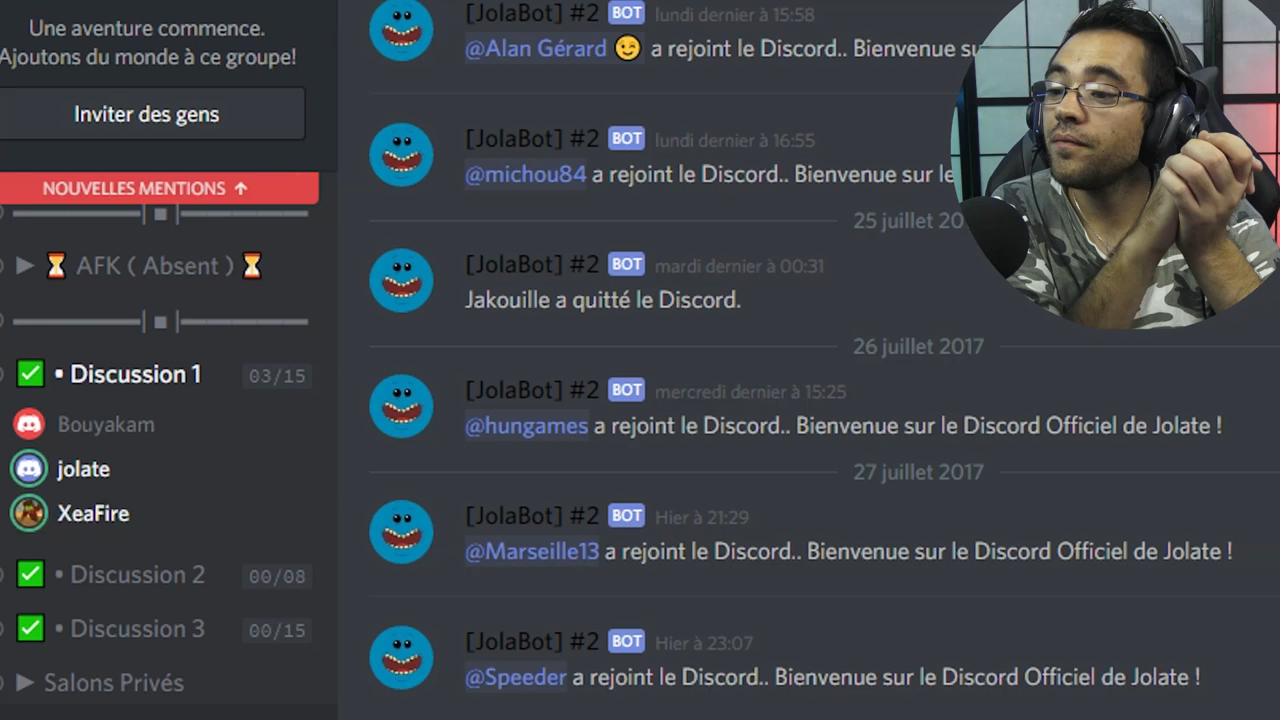 Une aventure commence.
Ajoutons du monde à ce groupe!
Inviter des gens
NOUVELLES MENTIONS ↑
AFK ( Absent )
• Discussion 1 03/15
Bouyakam
jolate
XeaFire
• Discussion 2 00/08
• Discussion 3 00/15
Salons Privés
[JolaBot] #2 BOT lundi dernier à 15:58
@Alan Gérard 😉 a rejoint le Discord.. Bienvenue su
[JolaBot] #2 BOT lundi dernier à 16:55
@michou84 a rejoint le Discord.. Bienvenue sur le
25 juillet 20
[JolaBot] #2 BOT mardi dernier à 00:31
Jakouille a quitté le Discord.
26 juillet 2017
[JolaBot] #2 BOT mercredi dernier à 15:25
@hungames a rejoint le Discord.. Bienvenue sur le Discord Officiel de Jolate !
27 juillet 2017
[JolaBot] #2 BOT Hier à 21:29
@Marseille13 a rejoint le Discord.. Bienvenue sur le Discord Officiel de Jolate !
[JolaBot] #2 BOT Hier à 23:07
@Speeder a rejoint le Discord.. Bienvenue sur le Discord Officiel de Jolate !